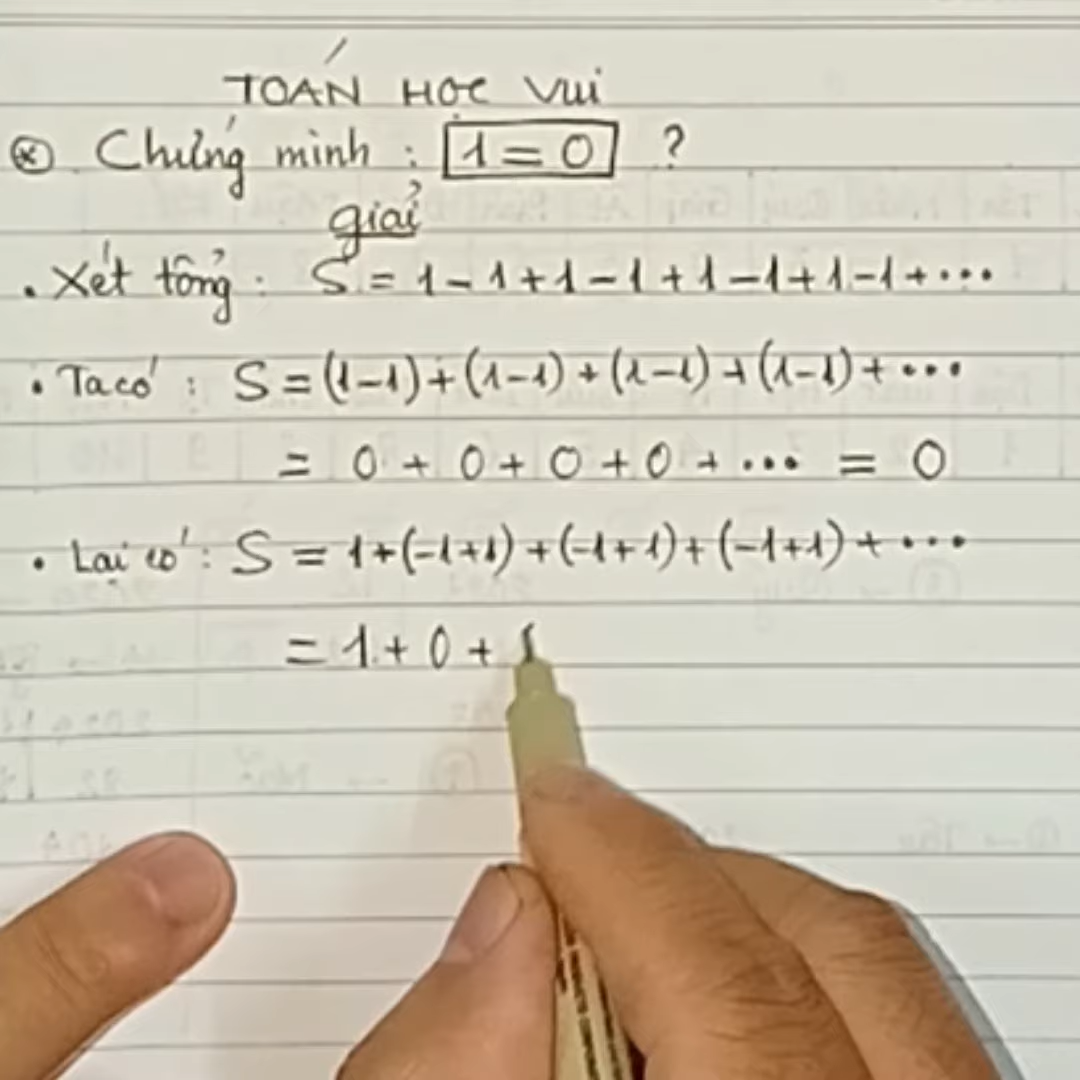 TOÁN HỌC VUI
⊛ Chứng minh : 1 = 0 ?
giải
. Xét tổng : S = 1 - 1 + 1 - 1 + 1 - 1 + 1 - 1 + ...
. Ta có : S = (1-1) + (1-1) + (1-1) + (1-1) + ...
= 0 + 0 + 0 + 0 + ... = 0
. Lại có : S = 1 + (-1+1) + (-1+1) + (-1+1) + ...
= 1 + 0 +